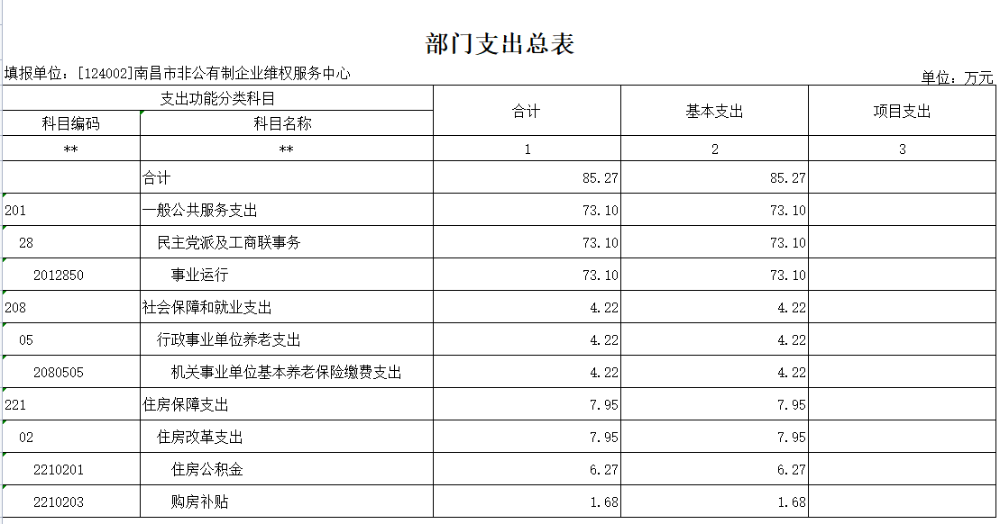 部门支出总表
填报单位：[124002]南昌市非公有制企业维权服务中心 单位：万元
支出功能分类科目 合计 基本支出 项目支出
科目编码 科目名称
** ** 1 2 3
合计 85.27 85.27
201 一般公共服务支出 73.10 73.10
28 民主党派及工商联事务 73.10 73.10
2012850 事业运行 73.10 73.10
208 社会保障和就业支出 4.22 4.22
05 行政事业单位养老支出 4.22 4.22
2080505 机关事业单位基本养老保险缴费支出 4.22 4.22
221 住房保障支出 7.95 7.95
02 住房改革支出 7.95 7.95
2210201 住房公积金 6.27 6.27
2210203 购房补贴 1.68 1.68